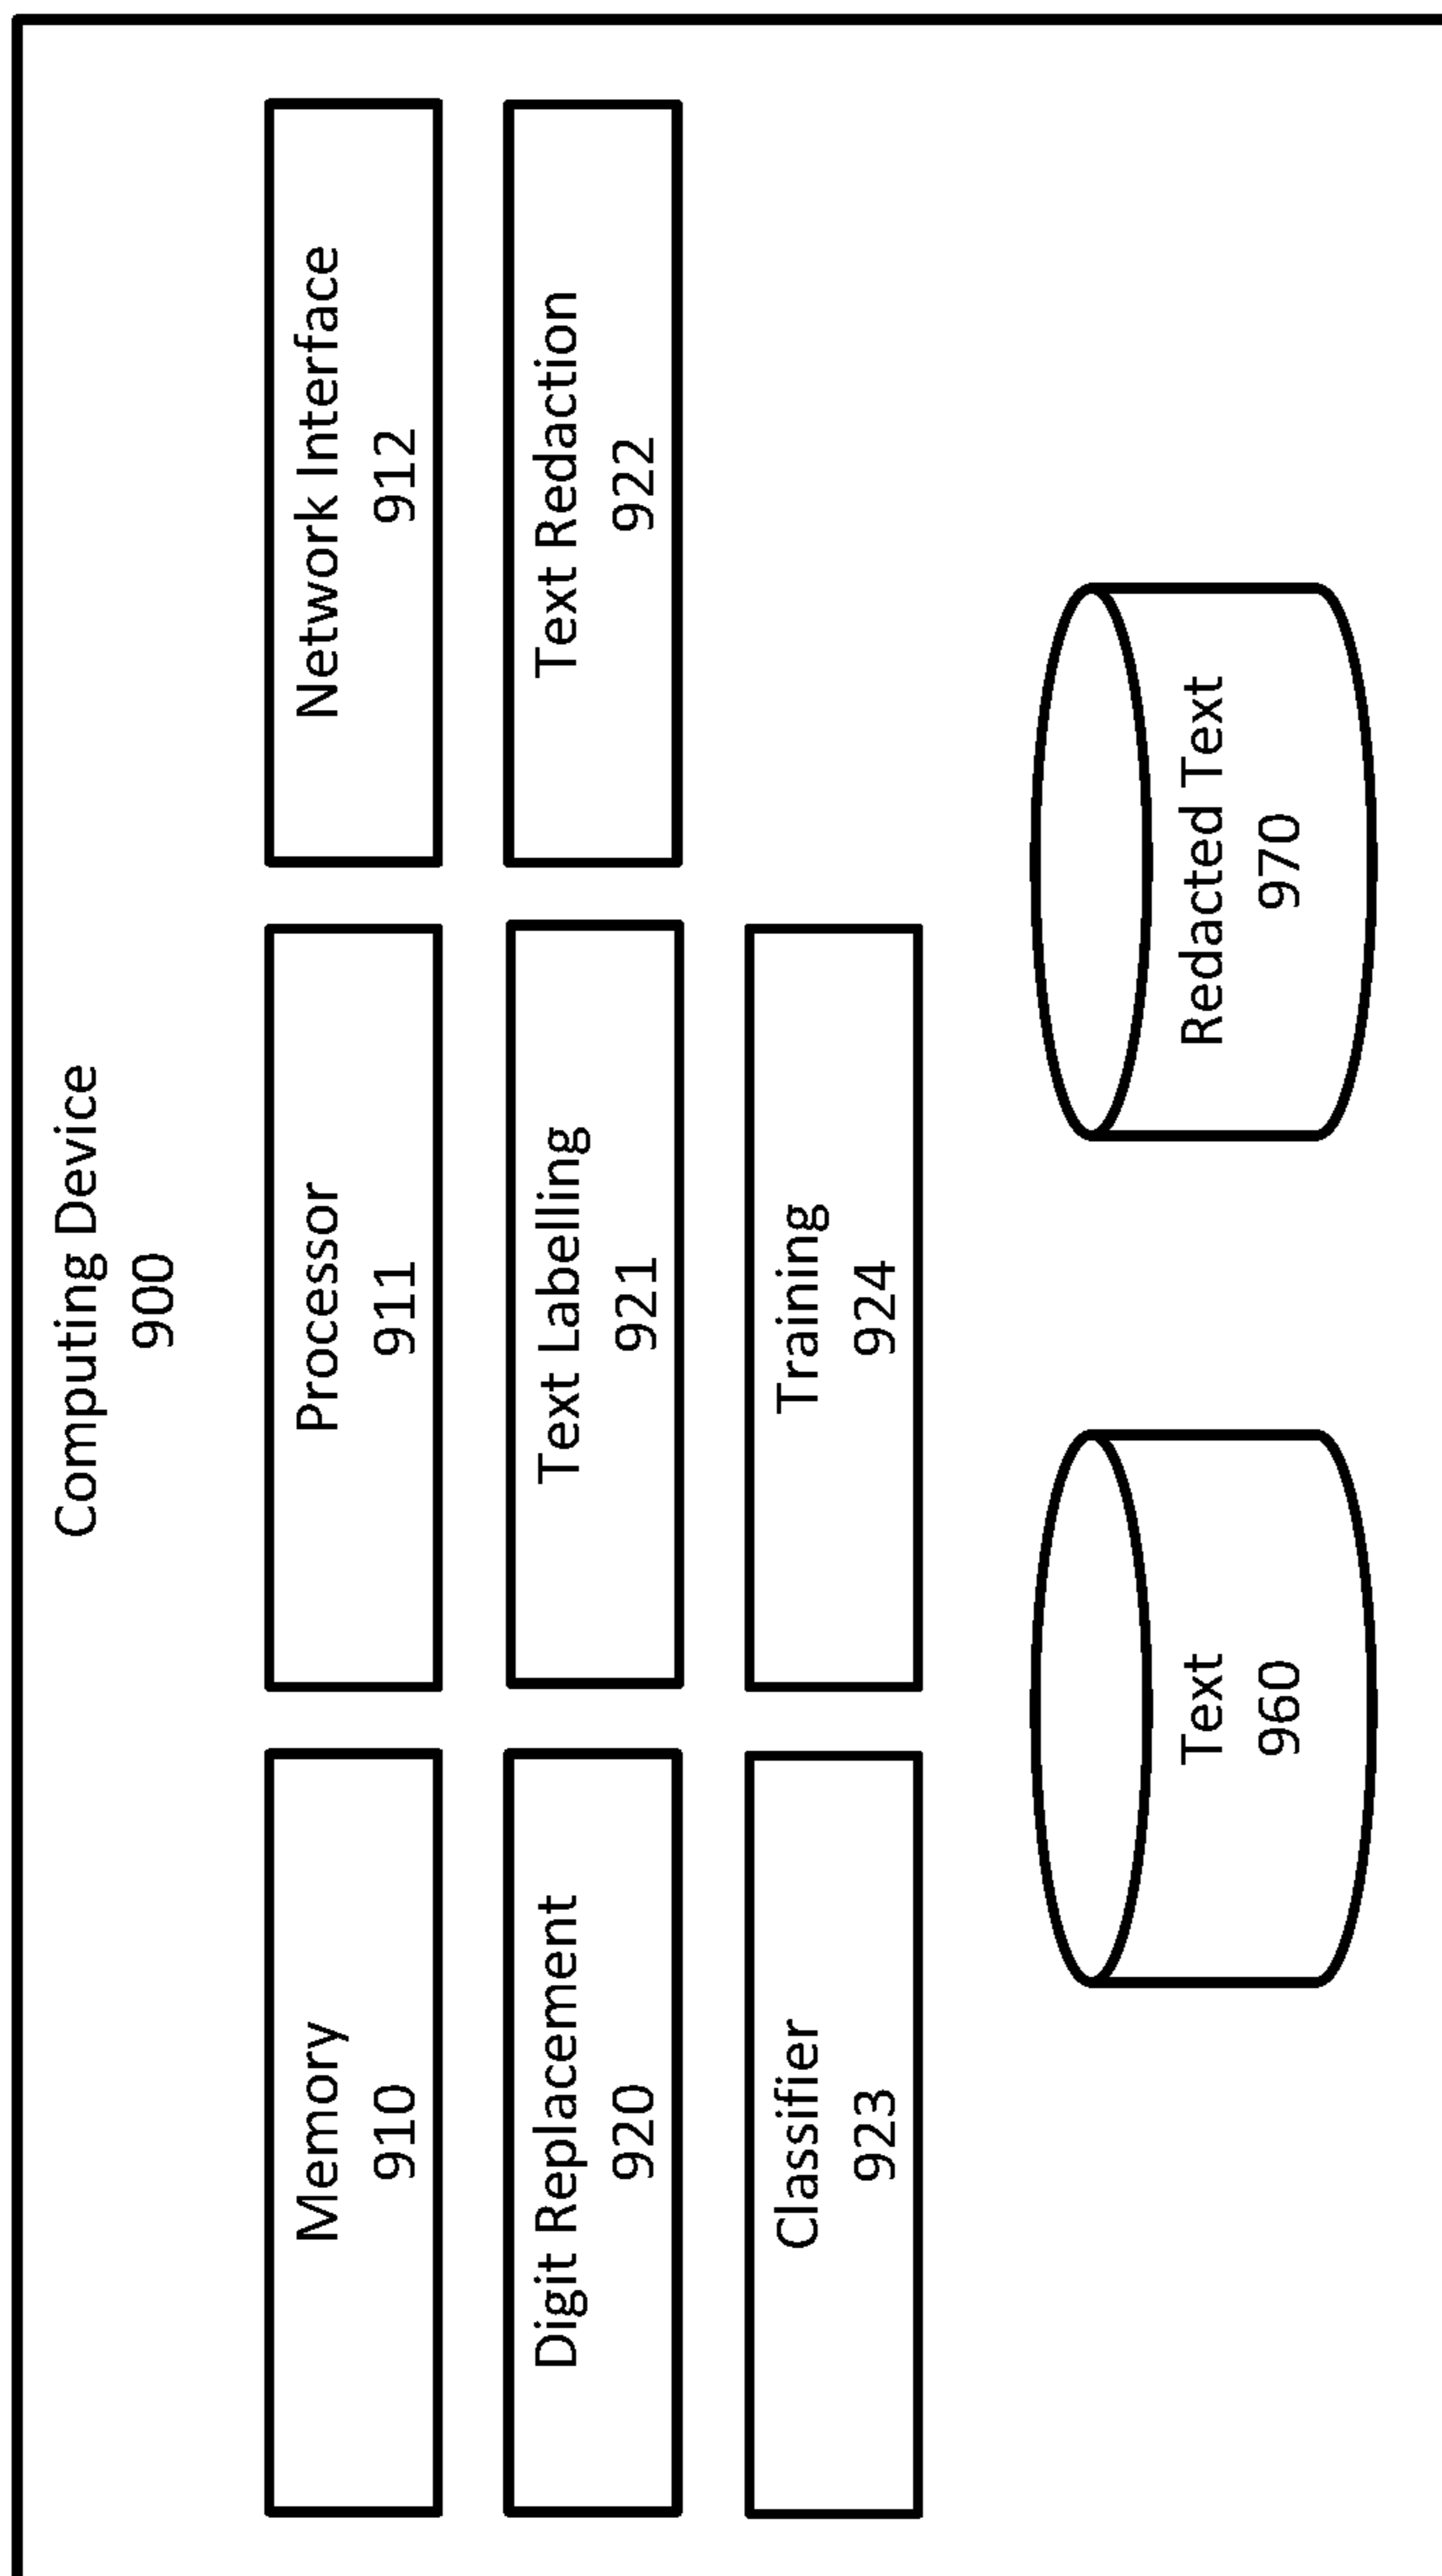 Computing Device
900
Memory
910
Processor
911
Network Interface
912
Digit Replacement
920
Text Labelling
921
Text Redaction
922
Classifier
923
Training
924
Text
960
Redacted Text
970